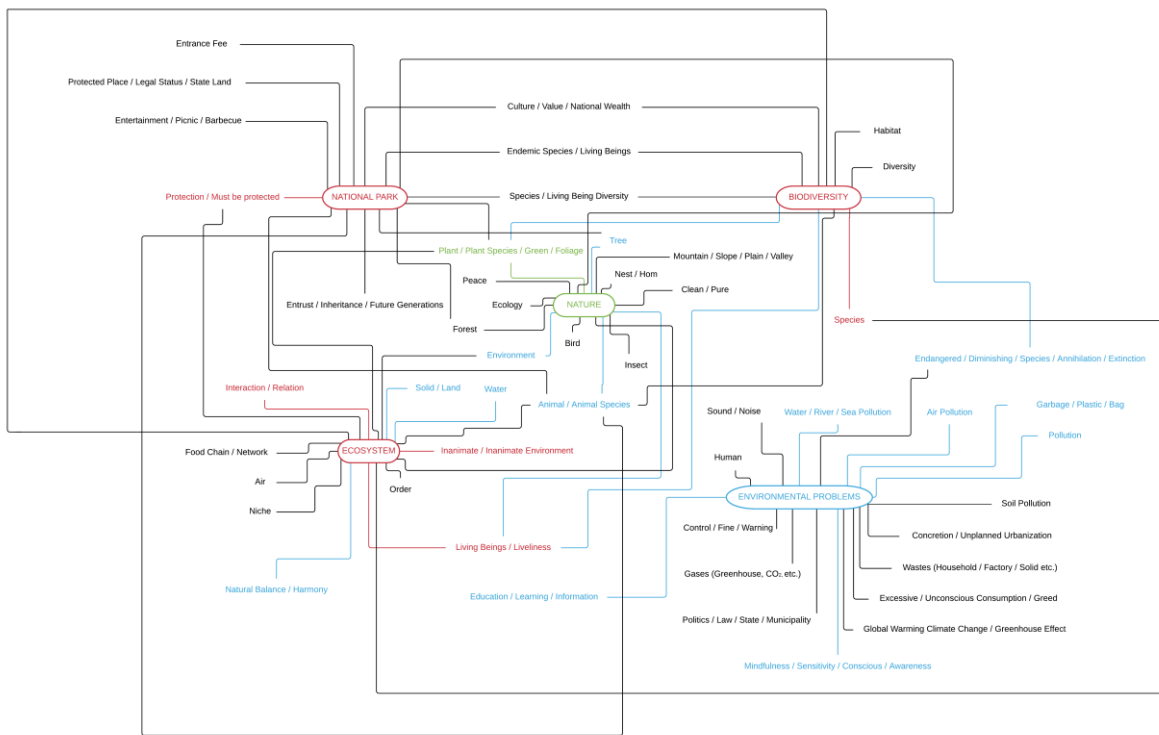 Entrance Fee
Protected Place / Legal Status / State Land
Culture / Value / National Wealth
Entertainment / Picnic / Barbecue
Habitat
Endemic Species / Living Beings
Diversity
Protection / Must be protected
NATIONAL PARK
Species / Living Being Diversity
BIODIVERSITY
Tree
Plant / Plant Species / Green / Foliage
Mountain / Slope / Plain / Valley
Nest / Hom
Peace
Clean / Pure
Entrust / Inheritance / Future Generations
Ecology
NATURE
Species
Forest
Bird
Insect
Environment
Endangered / Diminishing / Species / Annihilation / Extinction
Interaction / Relation
Solid / Land
Water
Animal / Animal Species
Sound / Noise
Water / River / Sea Pollution
Air Pollution
Garbage / Plastic / Bag
Pollution
Food Chain / Network
ECOSYSTEM
Inanimate / Inanimate Environment
Human
Air
Order
ENVIRONMENTAL PROBLEMS
Niche
Soil Pollution
Control / Fine / Warning
Concretion / Unplanned Urbanization
Living Beings / Liveliness
Gases (Greenhouse, CO2, etc.)
Wastes (Household / Factory / Solid etc.)
Natural Balance / Harmony
Education / Learning / Information
Excessive / Unconscious Consumption / Greed
Politics / Law / State / Municipality
Global Warming Climate Change / Greenhouse Effect
Mindfulness / Sensitivity / Conscious / Awareness